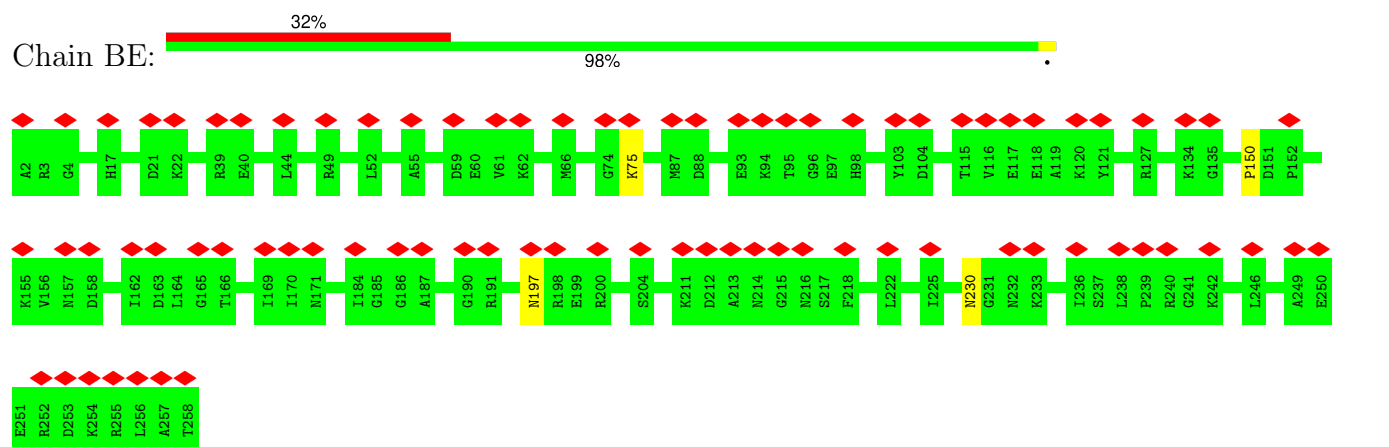 32%
Chain BE:
98%
A2 R3 G4 H17 D21 K22 R39 E40 L44 R49 L52 A55 D59 E60 V61 K62 M66 G74 K75 M87 D88 E93 K94 T95 G96 E97 H98 Y103 D104 T115 V116 E117 E118 A119 K120 Y121 R127 K134 G135 P150 D151 P152
K155 V156 N157 D158 I162 D163 L164 G165 T166 I169 I170 N171 I184 G185 G186 A187 G190 R191 N197 R198 E199 R200 S204 K211 D212 A213 N214 G215 N216 S217 F218 L222 I225 N230 G231 N232 K233 I236 S237 L238 P239 R240 G241 K242 L246 A249 E250
E251 R252 D253 K254 R255 L256 A257 T258